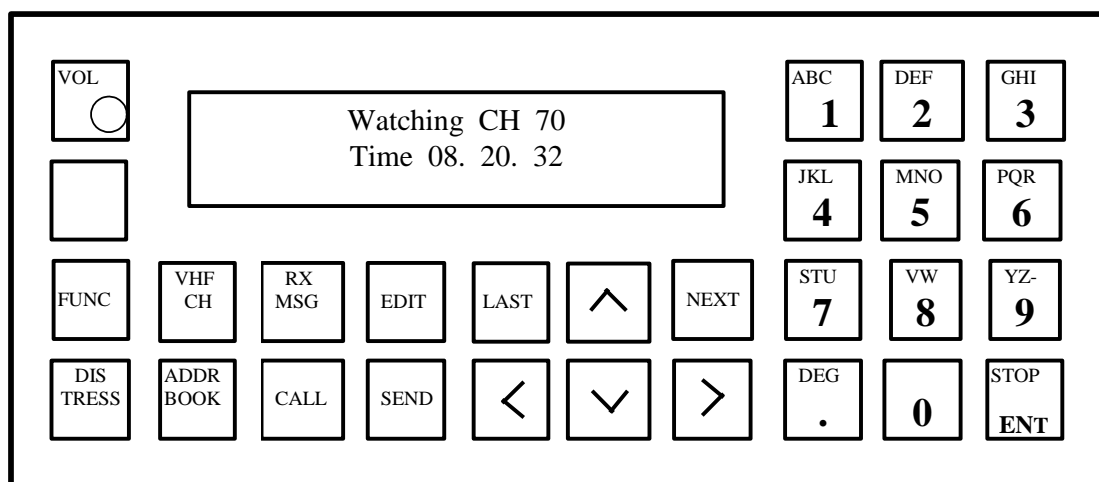 VOL
Watching CH 70
Time 08. 20. 32
ABC
1
DEF
2
GHI
3
JKL
4
MNO
5
PQR
6
FUNC
VHF
CH
RX
MSG
EDIT
LAST
NEXT
STU
7
VW
8
YZ-
9
DIS
TRESS
ADDR
BOOK
CALL
SEND
DEG
.
0
STOP
ENT